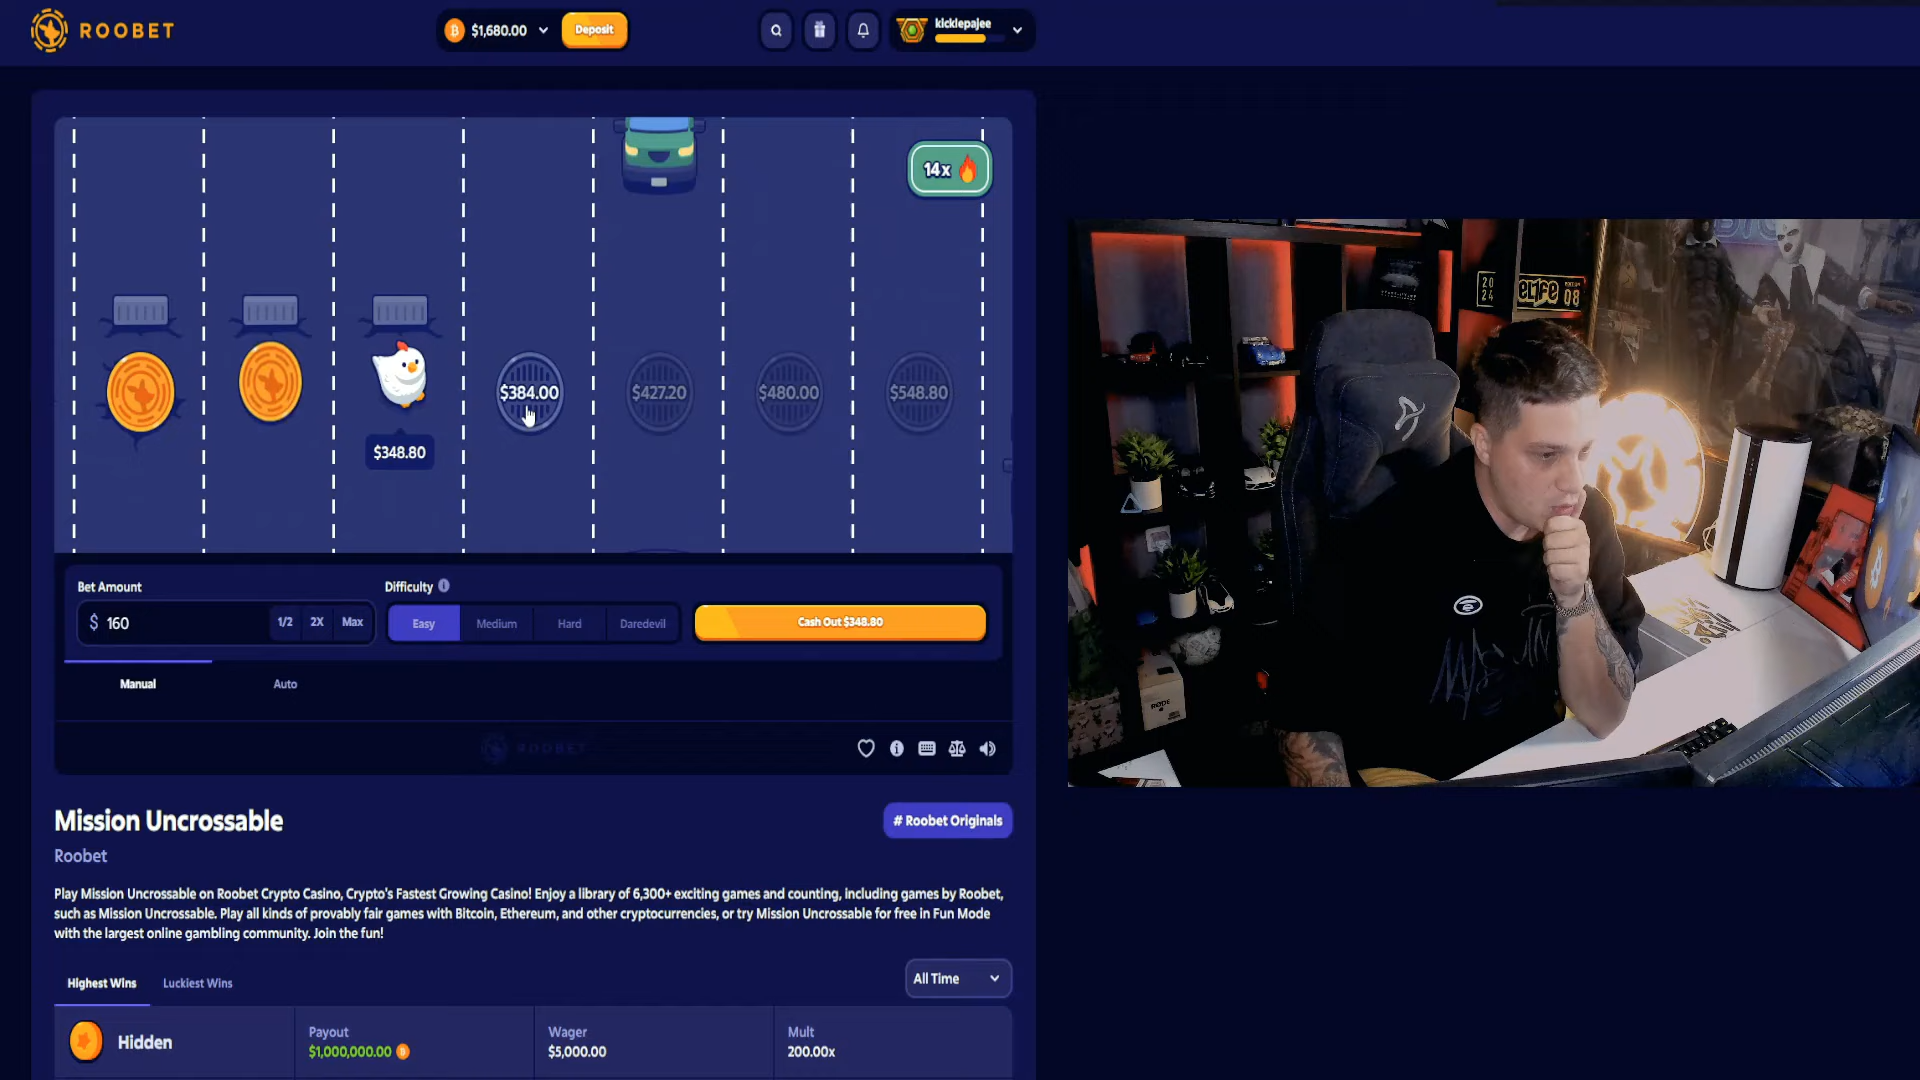 ROOBET
$1,680.00
Deposit
kicklepajee
14x
$384.00
$427.20
$480.00
$548.80
$348.80
Bet Amount
Difficulty
$ 160
1/2
2X
Max
Easy
Medium
Hard
Daredevil
Cash Out $348.80
Manual
Auto
ROOBET
Mission Uncrossable
# Roobet Originals
Roobet
Play Mission Uncrossable on Roobet Crypto Casino, Crypto's Fastest Growing Casino! Enjoy a library of 6,300+ exciting games and counting, including games by Roobet,
such as Mission Uncrossable. Play all kinds of provably fair games with Bitcoin, Ethereum, and other cryptocurrencies, or try Mission Uncrossable for free in Fun Mode
with the largest online gambling community. Join the fun!
Highest Wins
Luckiest Wins
All Time
Hidden
Payout
$1,000,000.00
Wager
$5,000.00
Mult
200.00x
20
24
eL1fe 08
RODE